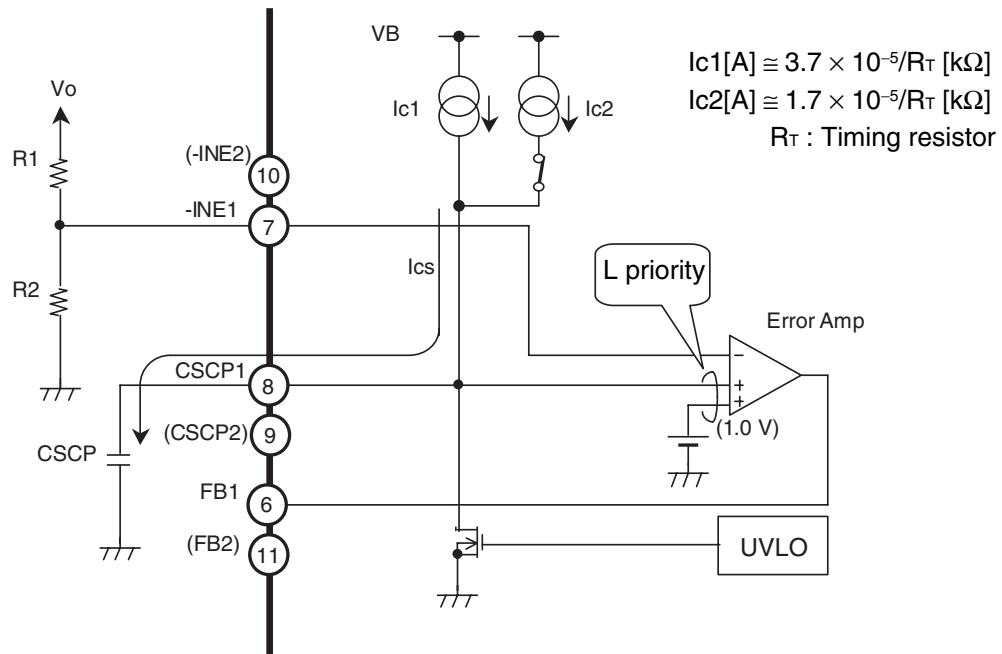 VB
Ic1[A] ≅ 3.7 × 10⁻⁵/RT [kΩ]
Ic2[A] ≅ 1.7 × 10⁻⁵/RT [kΩ]
RT : Timing resistor
Vo
Ic1
Ic2
R1
(-INE2)
10
-INE1
7
R2
Ics
L priority
Error Amp
CSCP1
8
−
+
+
(1.0 V)
(CSCP2)
9
CSCP
FB1
6
(FB2)
11
UVLO